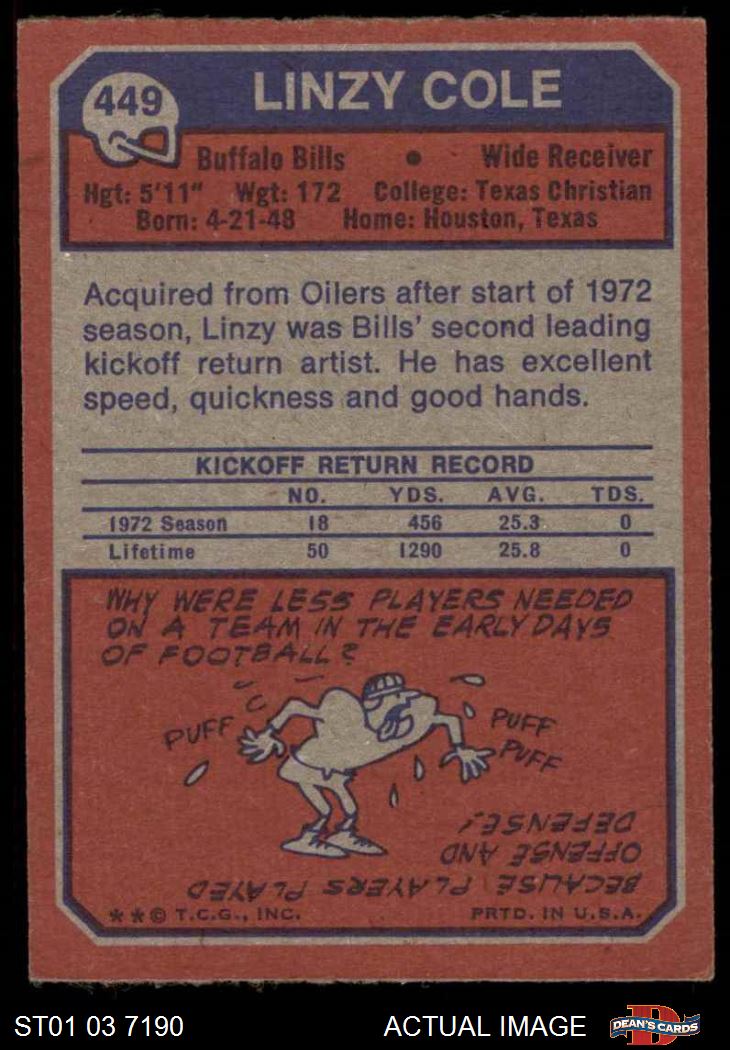 449
LINZY COLE
Buffalo Bills • Wide Receiver
Hgt: 5'11" Wgt: 172 College: Texas Christian
Born: 4-21-48 Home: Houston, Texas
Acquired from Oilers after start of 1972
season, Linzy was Bills' second leading
kickoff return artist. He has excellent
speed, quickness and good hands.
KICKOFF RETURN RECORD
NO. YDS. AVG. TDS.
1972 Season 18 456 25.3 0
Lifetime 50 1290 25.8 0
WHY WERE LESS PLAYERS NEEDED
ON A TEAM IN THE EARLY DAYS
OF FOOTBALL?
PUFF
PUFF
PUFF
BECAUSE PLAYERS PLAYED
OFFENSE AND
DEFENSE!
**© T.C.G., INC. PRTD. IN U.S.A.
ST01 03 7190 ACTUAL IMAGE
DEAN'S CARDS